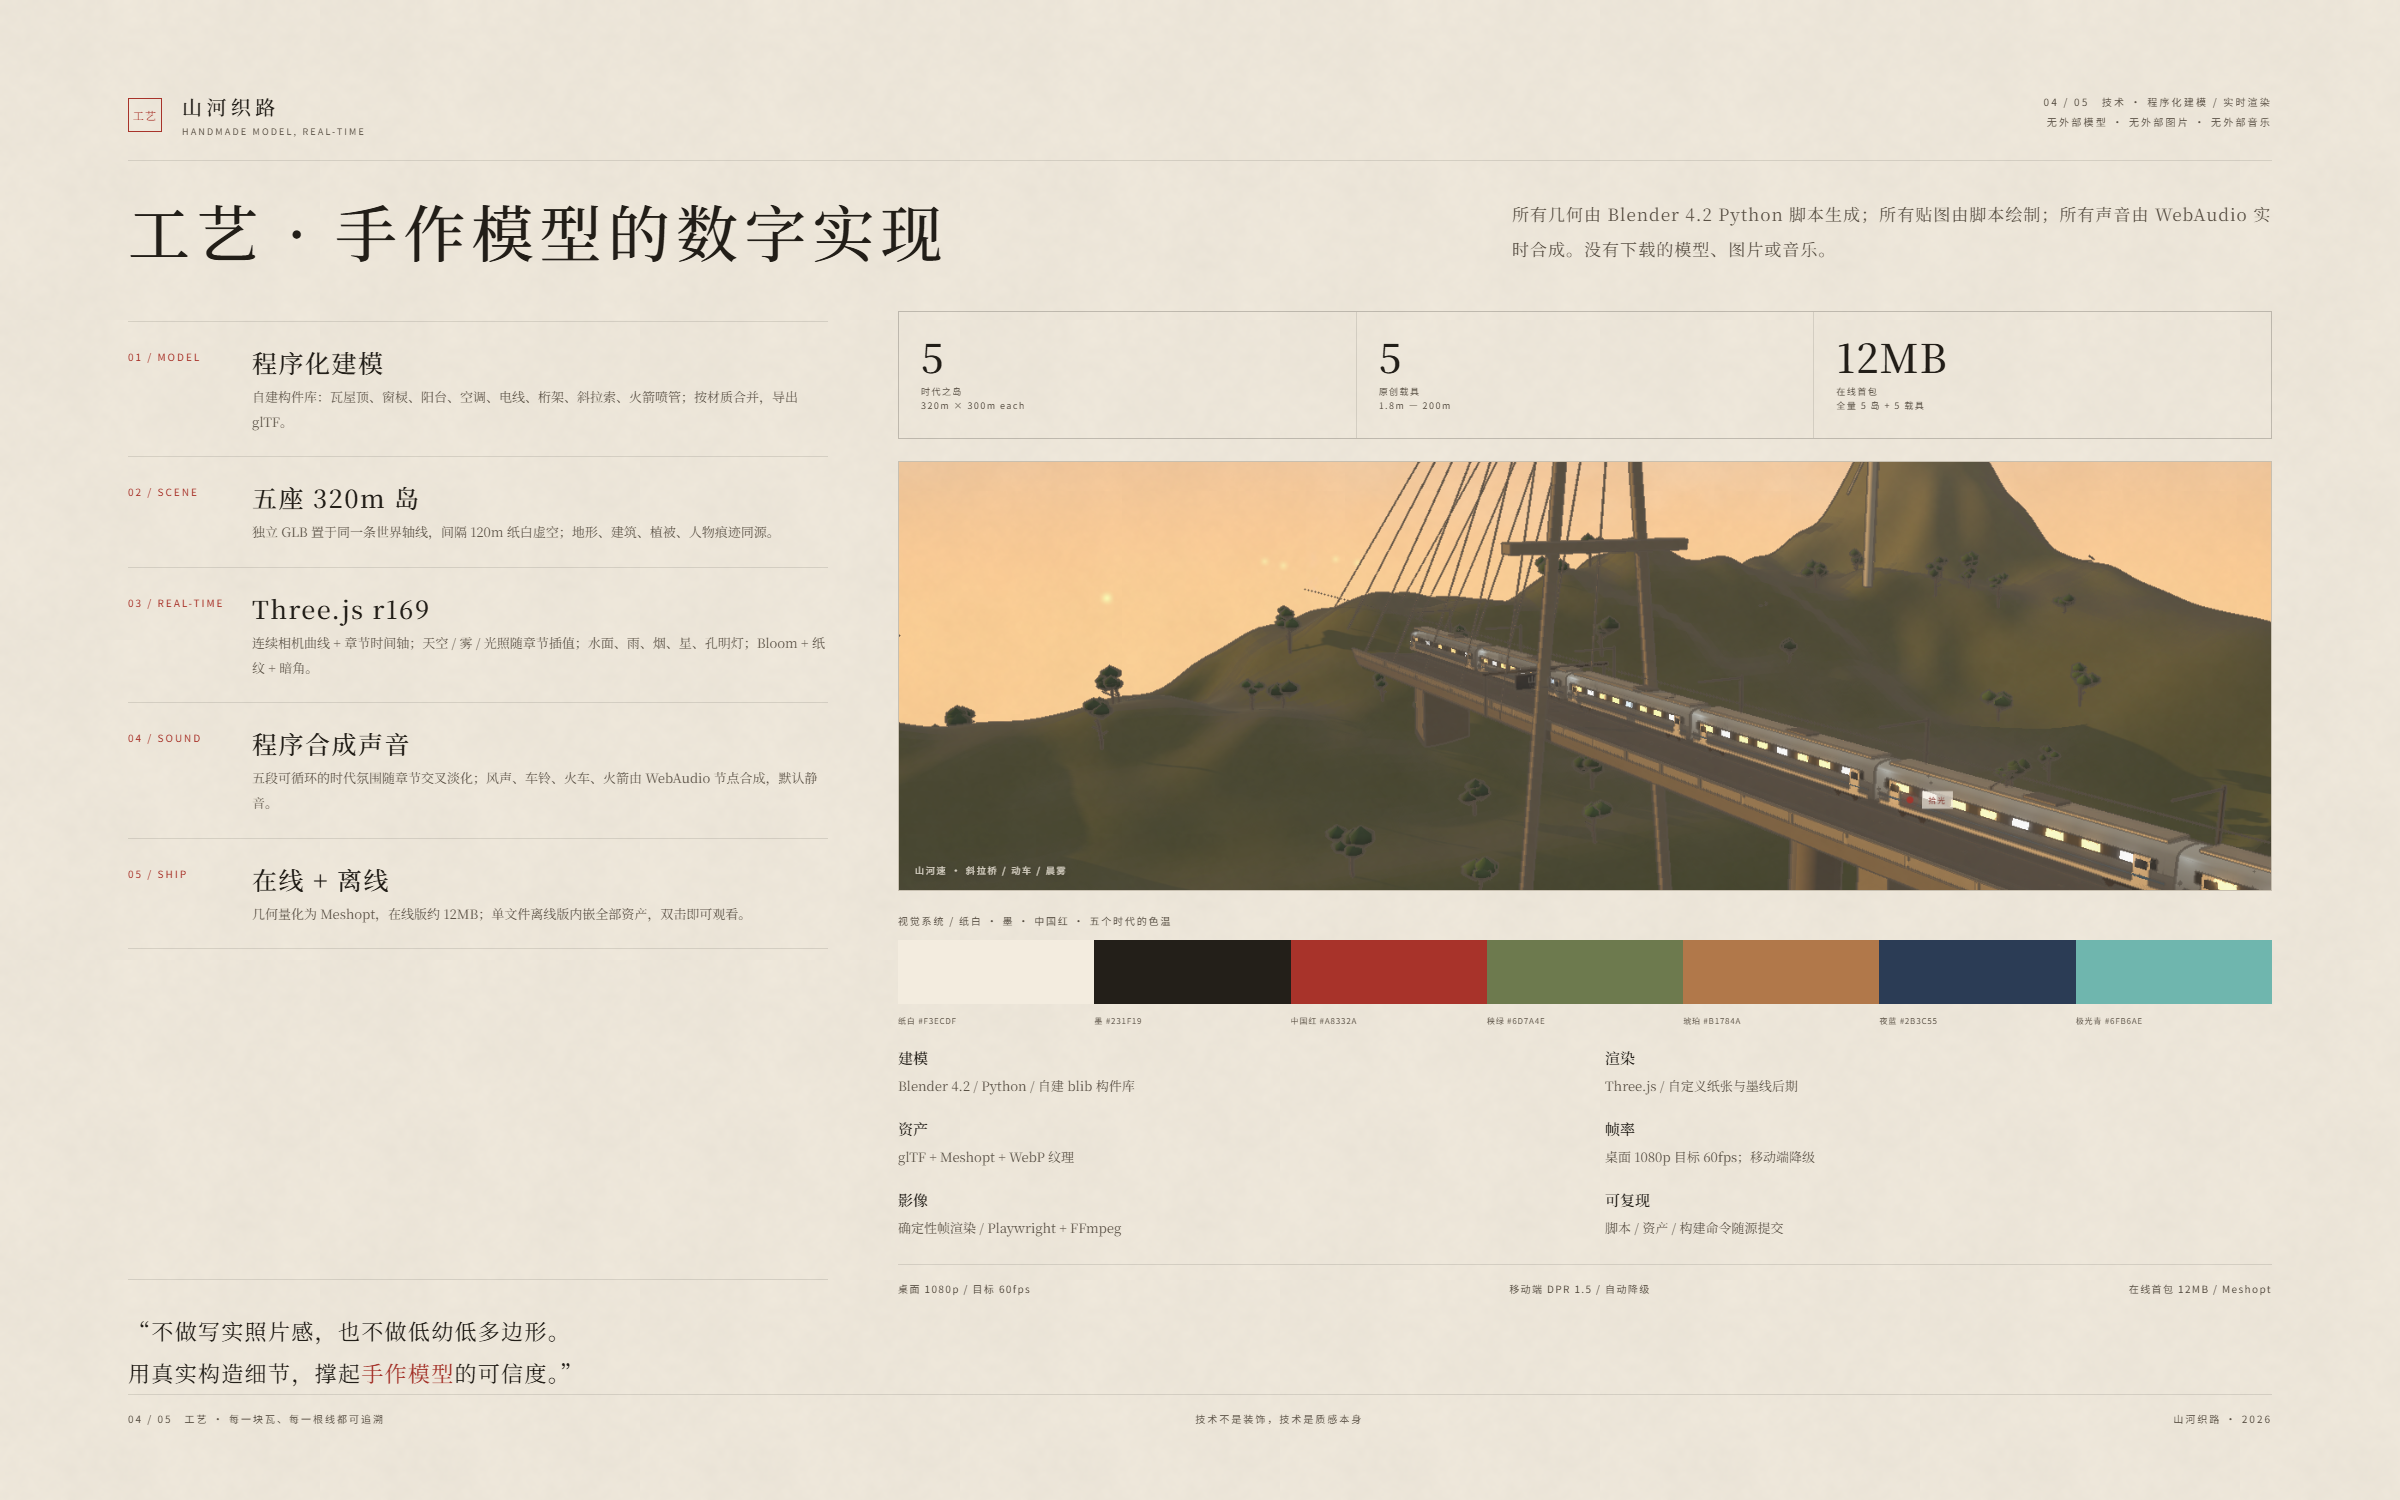 工艺
山河织路
HANDMADE MODEL, REAL-TIME
04 / 05 技术 · 程序化建模 / 实时渲染
无外部模型 · 无外部图片 · 无外部音乐
工艺 · 手作模型的数字实现
所有几何由 Blender 4.2 Python 脚本生成；所有贴图由脚本绘制；所有声音由 WebAudio 实
时合成。没有下载的模型、图片或音乐。
01 / MODEL
程序化建模
自建构件库：瓦屋顶、窗棂、阳台、空调、电线、桁架、斜拉索、火箭喷管；按材质合并，导出
glTF。
02 / SCENE
五座 320m 岛
独立 GLB 置于同一条世界轴线，间隔 120m 纸白虚空；地形、建筑、植被、人物痕迹同源。
03 / REAL-TIME
Three.js r169
连续相机曲线 + 章节时间轴；天空 / 雾 / 光照随章节插值；水面、雨、烟、星、孔明灯；Bloom + 纸
纹 + 暗角。
04 / SOUND
程序合成声音
五段可循环的时代氛围随章节交叉淡化；风声、车铃、火车、火箭由 WebAudio 节点合成，默认静
音。
05 / SHIP
在线 + 离线
几何量化为 Meshopt，在线版约 12MB；单文件离线版内嵌全部资产，双击即可观看。
“不做写实照片感，也不做低幼低多边形。
用真实构造细节，撑起手作模型的可信度。”
5
时代之岛
320m × 300m each
5
原创载具
1.8m — 200m
12MB
在线首包
全量 5 岛 + 5 载具
拾光
山河速 · 斜拉桥 / 动车 / 晨雾
视觉系统 / 纸白 · 墨 · 中国红 · 五个时代的色温
纸白 #F3ECDF
墨 #231F19
中国红 #A8332A
秧绿 #6D7A4E
琥珀 #B1784A
夜蓝 #2B3C55
极光青 #6FB6AE
建模
Blender 4.2 / Python / 自建 blib 构件库
渲染
Three.js / 自定义纸张与墨线后期
资产
glTF + Meshopt + WebP 纹理
帧率
桌面 1080p 目标 60fps；移动端降级
影像
确定性帧渲染 / Playwright + FFmpeg
可复现
脚本 / 资产 / 构建命令随源提交
桌面 1080p / 目标 60fps
移动端 DPR 1.5 / 自动降级
在线首包 12MB / Meshopt
04 / 05 工艺 · 每一块瓦、每一根线都可追溯
技术不是装饰，技术是质感本身
山河织路 · 2026